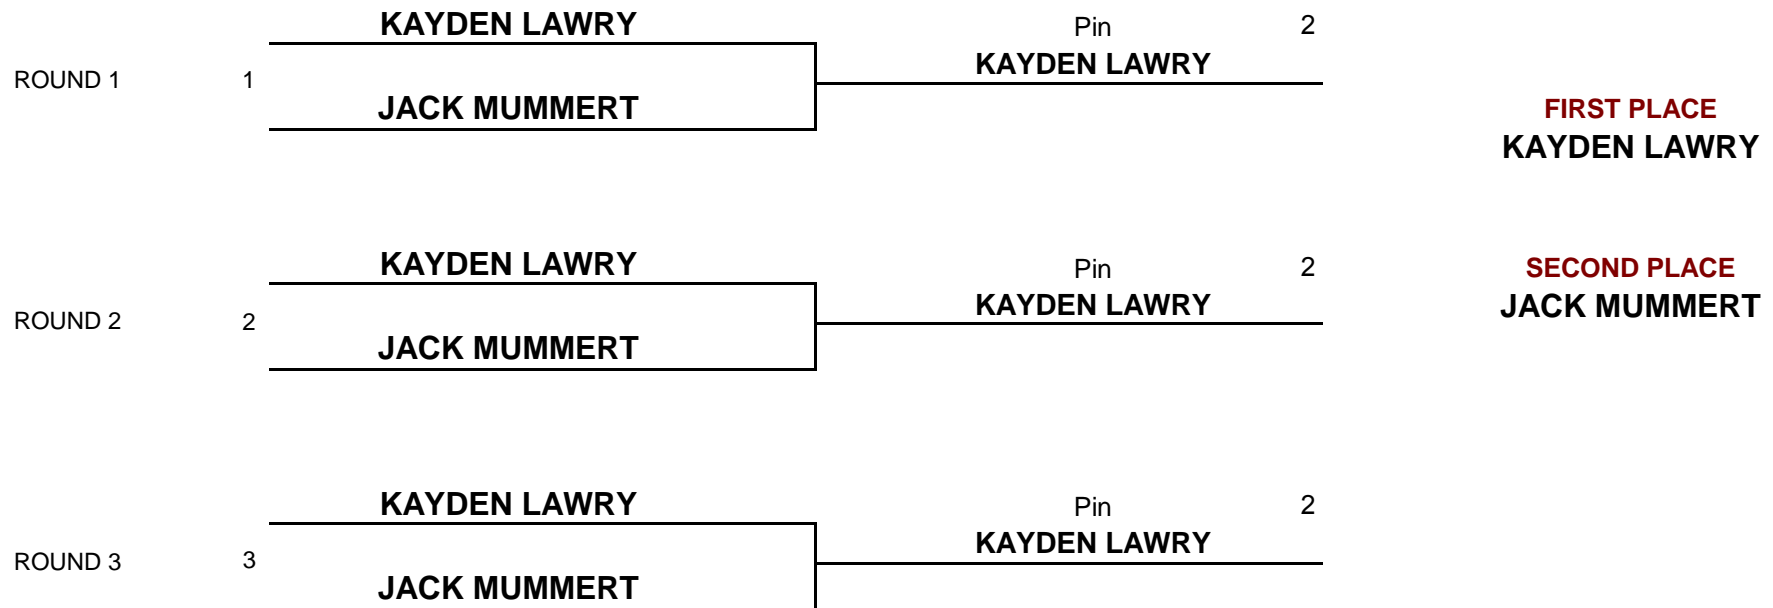 KAYDEN LAWRY
Pin 2
KAYDEN LAWRY
ROUND 1 1
JACK MUMMERT
FIRST PLACE
KAYDEN LAWRY
KAYDEN LAWRY
Pin 2
SECOND PLACE
KAYDEN LAWRY
JACK MUMMERT
ROUND 2 2
JACK MUMMERT
KAYDEN LAWRY
Pin 2
KAYDEN LAWRY
ROUND 3 3
JACK MUMMERT